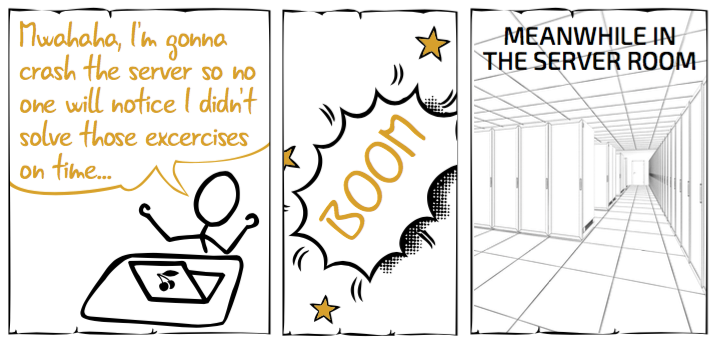 Mwahaha, I'm gonna
crash the server so no
one will notice I didn't
solve those excercises
on time...
BOOM
MEANWHILE IN
THE SERVER ROOM